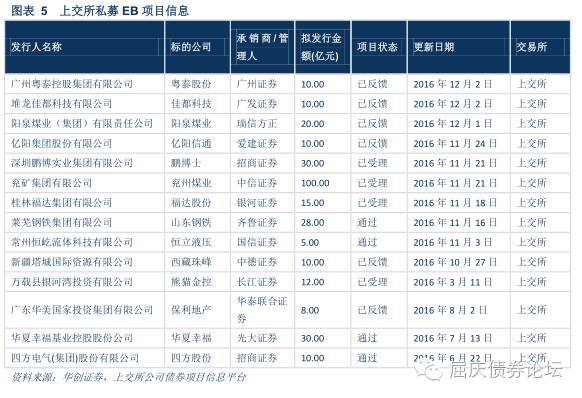 图表 5 上交所私募 EB 项目信息
发行人名称 标的公司 承销商/管理人 拟发行金额(亿元) 项目状态 更新日期 交易所
广州粤泰控股集团有限公司 粤泰股份 广州证券 10.00 已反馈 2016 年 12 月 2 日 上交所
堆龙佳都科技有限公司 佳都科技 广发证券 10.00 已反馈 2016 年 12 月 2 日 上交所
阳泉煤业（集团）有限责任公司 阳泉煤业 瑞信方正 20.00 已反馈 2016 年 12 月 1 日 上交所
亿阳集团股份有限公司 亿阳信通 爱建证券 10.00 已反馈 2016 年 11 月 24 日 上交所
深圳鹏博实业集团有限公司 鹏博士 招商证券 30.00 已受理 2016 年 11 月 21 日 上交所
兖矿集团有限公司 兖州煤业 中信证券 100.00 已受理 2016 年 11 月 21 日 上交所
桂林福达集团有限公司 福达股份 银河证券 15.00 已受理 2016 年 11 月 18 日 上交所
莱芜钢铁集团有限公司 山东钢铁 齐鲁证券 28.00 通过 2016 年 11 月 16 日 上交所
常州恒屹流体科技有限公司 恒立液压 国信证券 5.00 通过 2016 年 11 月 3 日 上交所
新疆塔城国际资源有限公司 西藏珠峰 中德证券 10.00 已反馈 2016 年 10 月 27 日 上交所
万载县银河湾投资有限公司 熊猫金控 长江证券 12.00 已受理 2016 年 3 月 11 日 上交所
广东华美国家投资集团有限公司 保利地产 华泰联合证券 8.00 已反馈 2016 年 8 月 2 日 上交所
华夏幸福基业控股股份公司 华夏幸福 光大证券 30.00 通过 2016 年 7 月 13 日 上交所
四方电气(集团)股份有限公司 四方股份 招商证券 10.00 通过 2016 年 6 月 22 日 上交所
资料来源：华创证券，上交所公司债券项目信息平台
屈庆债券论坛